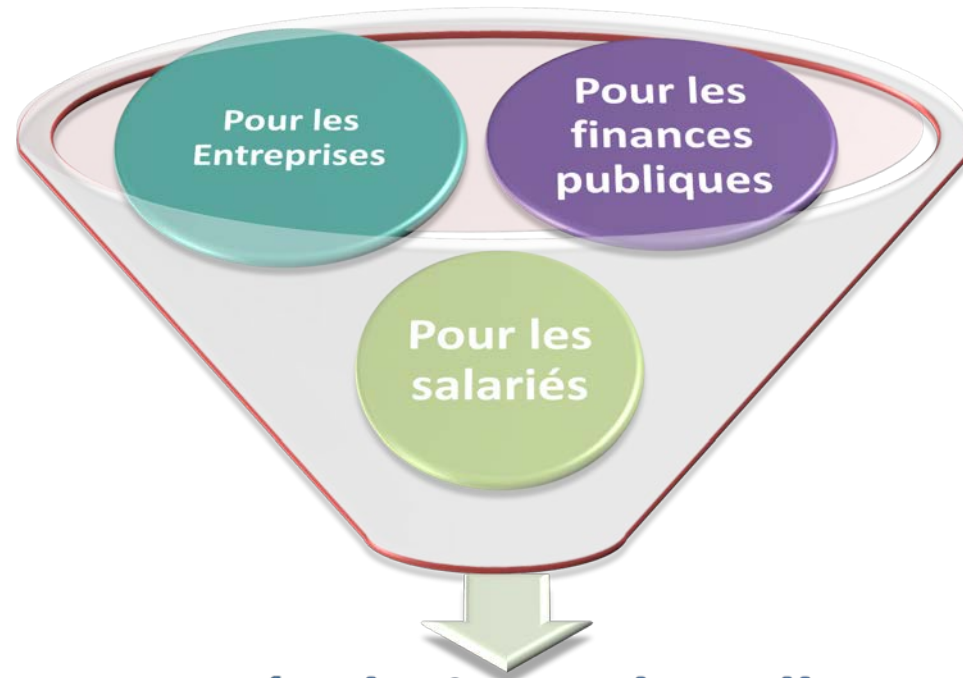 Pour les
Entreprises
Pour les
finances
publiques
Pour les
salariés